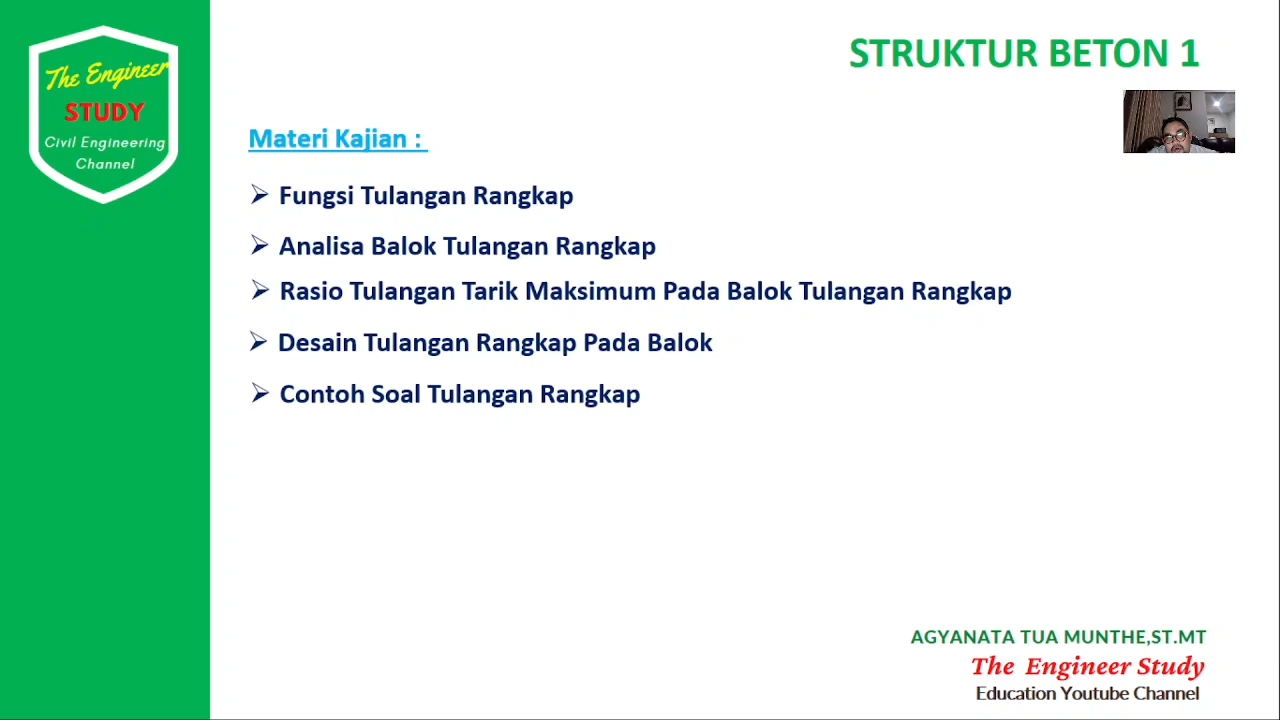 The Engineer
STUDY
Civil Engineering
Channel
STRUKTUR BETON 1
Materi Kajian :
Fungsi Tulangan Rangkap
Analisa Balok Tulangan Rangkap
Rasio Tulangan Tarik Maksimum Pada Balok Tulangan Rangkap
Desain Tulangan Rangkap Pada Balok
Contoh Soal Tulangan Rangkap
AGYANATA TUA MUNTHE,ST.MT
The Engineer Study
Education Youtube Channel